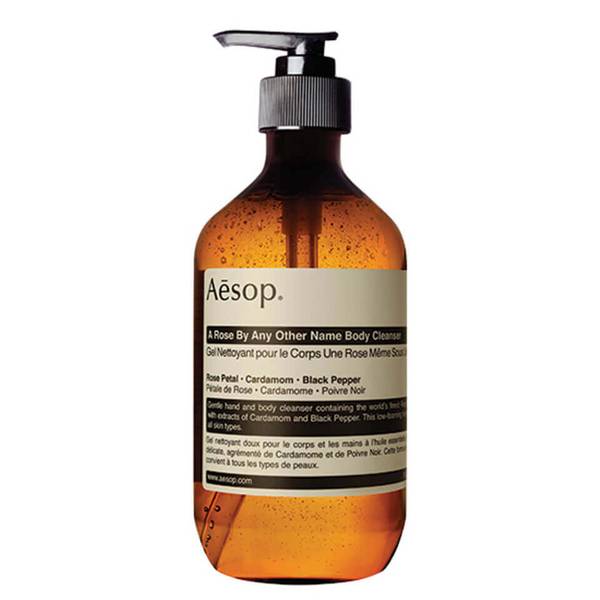 Aēsop.®
A Rose By Any Other Name Body Cleanser
Gel Nettoyant pour le Corps Une Rose Même Sous
Rose Petal · Cardamom · Black Pepper
Pétale de Rose · Cardamome · Poivre Noir
Gentle hand and body cleanser containing the world's finest
with extracts of Cardamom and Black Pepper. This low-foaming
all skin types.
Gel nettoyant doux pour le corps et les mains à l'huile
délicate, agrémenté de Cardamome et de Poivre Noir. Cette
convient à tous les types de peaux.
www.aesop.com